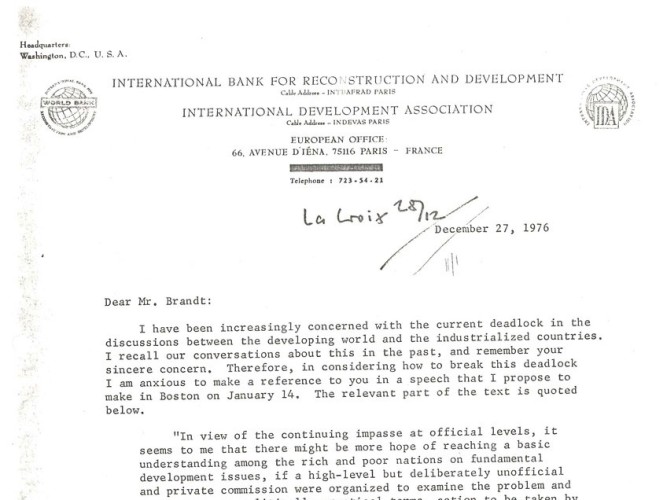 Headquarters:
Washington, D.C., U. S. A.
WORLD BANK
IDA
INTERNATIONAL BANK FOR RECONSTRUCTION AND DEVELOPMENT
Cable Address - INTBAFRAD PARIS
INTERNATIONAL DEVELOPMENT ASSOCIATION
Cable Address - INDEVAS PARIS
EUROPEAN OFFICE:
66, AVENUE D'IÉNA, 75116 PARIS - FRANCE
Telephone : 723-54-21
La Croix 28/12
December 27, 1976
Dear Mr. Brandt:
I have been increasingly concerned with the current deadlock in the
discussions between the developing world and the industrialized countries.
I recall our conversations about this in the past, and remember your
sincere concern. Therefore, in considering how to break this deadlock
I am anxious to make a reference to you in a speech that I propose to
make in Boston on January 14. The relevant part of the text is quoted
below.
"In view of the continuing impasse at official levels, it
seems to me that there might be more hope of reaching a basic
understanding among the rich and poor nations on fundamental
development issues, if a high-level but deliberately unofficial
and private commission were organized to examine the problem and
action to be taken by